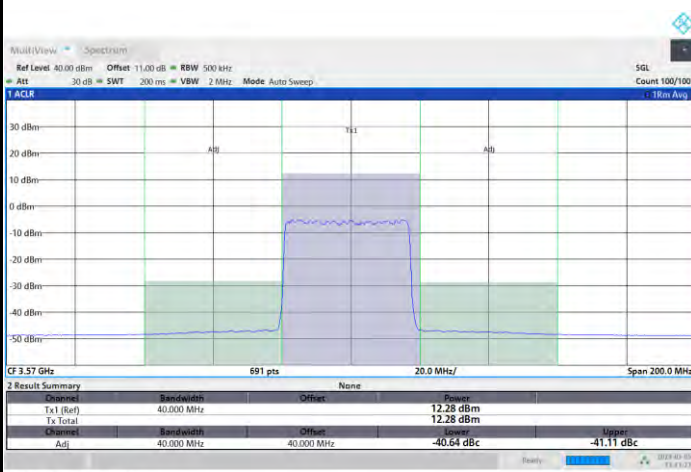 MultiView Spectrum
Ref Level 40.00 dBm Offset 11.00 dB RBW 500 kHz SGL
Att 30 dB SWT 200 ms VBW 2 MHz Mode Auto Sweep Count 100/100
1 ACLR 1Rm Avg
30 dBm
Tx1
20 dBm Adj Adj
10 dBm
0 dBm
-10 dBm
-20 dBm
-30 dBm
-40 dBm
-50 dBm
CF 3.57 GHz 691 pts 20.0 MHz/ Span 200.0 MHz
2 Result Summary None
Channel Bandwidth Offset Power
Tx1 (Ref) 40.000 MHz 12.28 dBm
Tx Total 12.28 dBm
Channel Bandwidth Offset Lower Upper
Adj 40.000 MHz 40.000 MHz -40.64 dBc -41.11 dBc
Ready